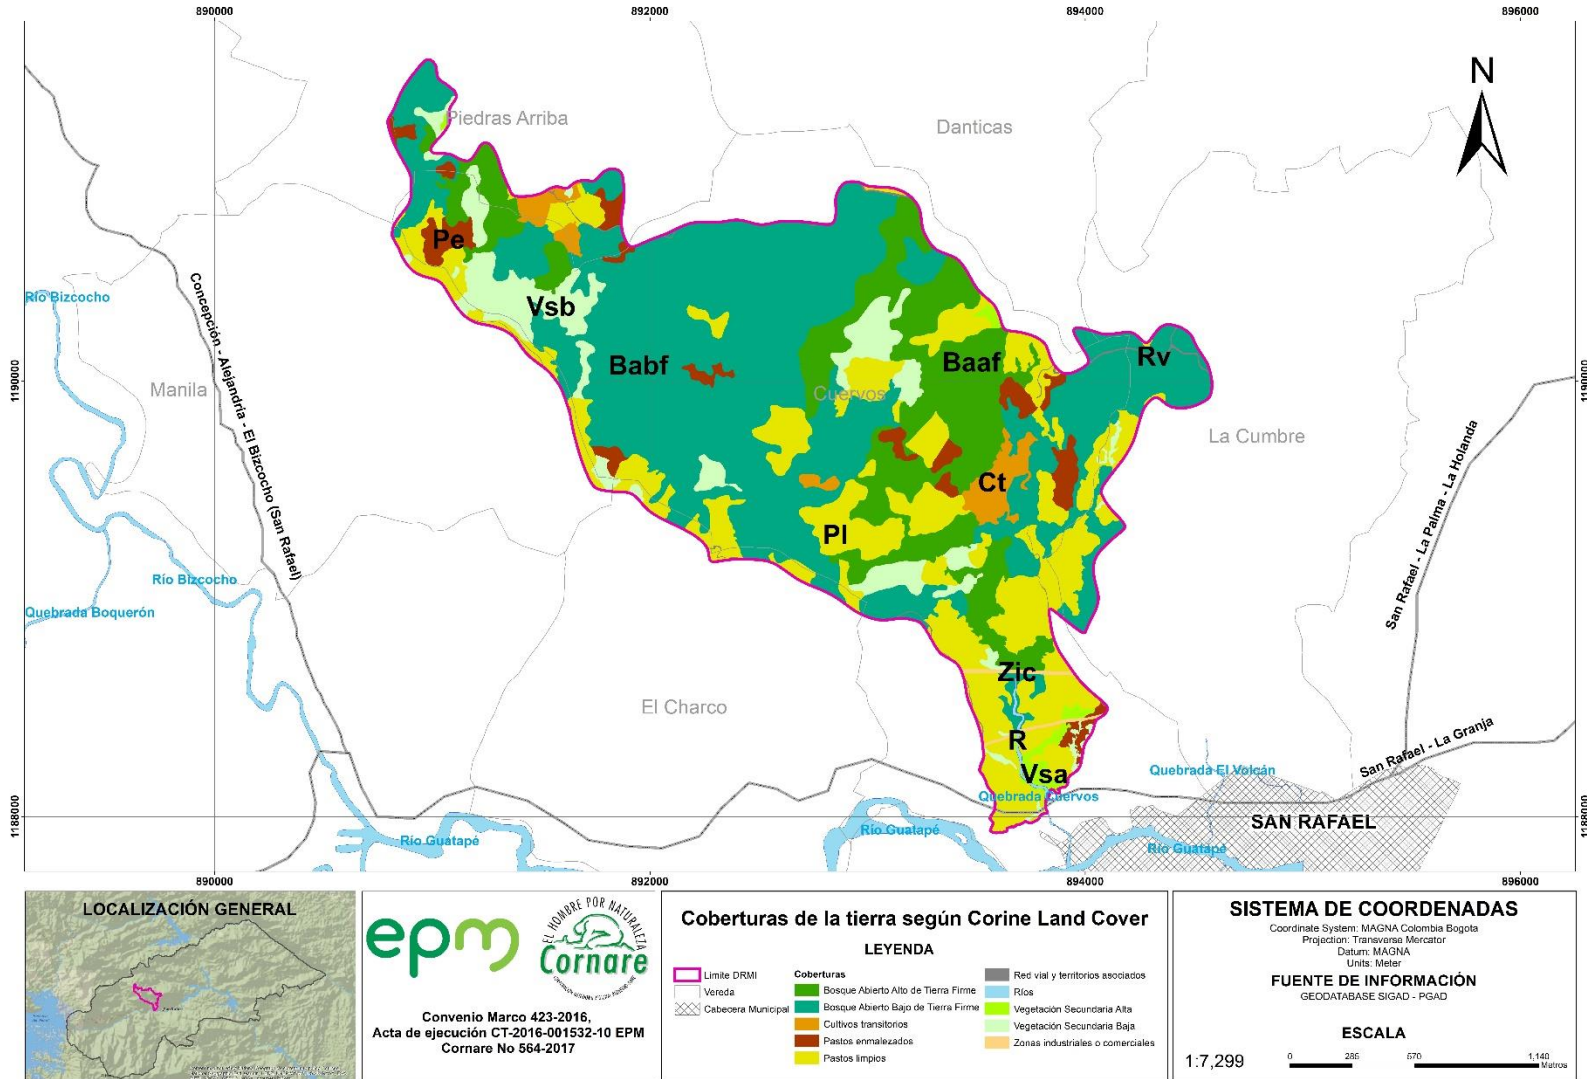 890000
892000
894000
896000
N
Piedras Arriba
Danticas
Pe
Río Bizcocho
Vsb
Concepción - Alejandría - El Bizcocho (San Rafael)
Babf
Baaf
Rv
1190000
1190000
Manila
Cuervos
La Cumbre
San Rafael - La Palma - La Holanda
Ct
Pl
Río Bizcocho
Quebrada Boquerón
Zic
El Charco
R
San Rafael - La Granja
Vsa
Quebrada El Volcán
Quebrada Cuervos
1188000
1188000
SAN RAFAEL
Río Guatapé
Río Guatapé
Río Guatapé
890000
892000
894000
896000
LOCALIZACIÓN GENERAL
epm
EL HOMBRE POR NATURALEZA
Cornare
Convenio Marco 423-2016,
Acta de ejecución CT-2016-001532-10 EPM
Cornare No 564-2017
Coberturas de la tierra según Corine Land Cover
LEYENDA
Limite DRMI
Vereda
Cabecera Municipal
Coberturas
Bosque Abierto Alto de Tierra Firme
Bosque Abierto Bajo de Tierra Firme
Cultivos transitorios
Pastos enmalezados
Pastos limpios
Red vial y territorios asociados
Ríos
Vegetación Secundaria Alta
Vegetación Secundaria Baja
Zonas industriales o comerciales
SISTEMA DE COORDENADAS
Coordinate System: MAGNA Colombia Bogota
Projection: Transverse Mercator
Datum: MAGNA
Units: Meter
FUENTE DE INFORMACIÓN
GEODATABASE SIGAD - PGAD
ESCALA
1:7,299
0 285 570 1,140
Metros